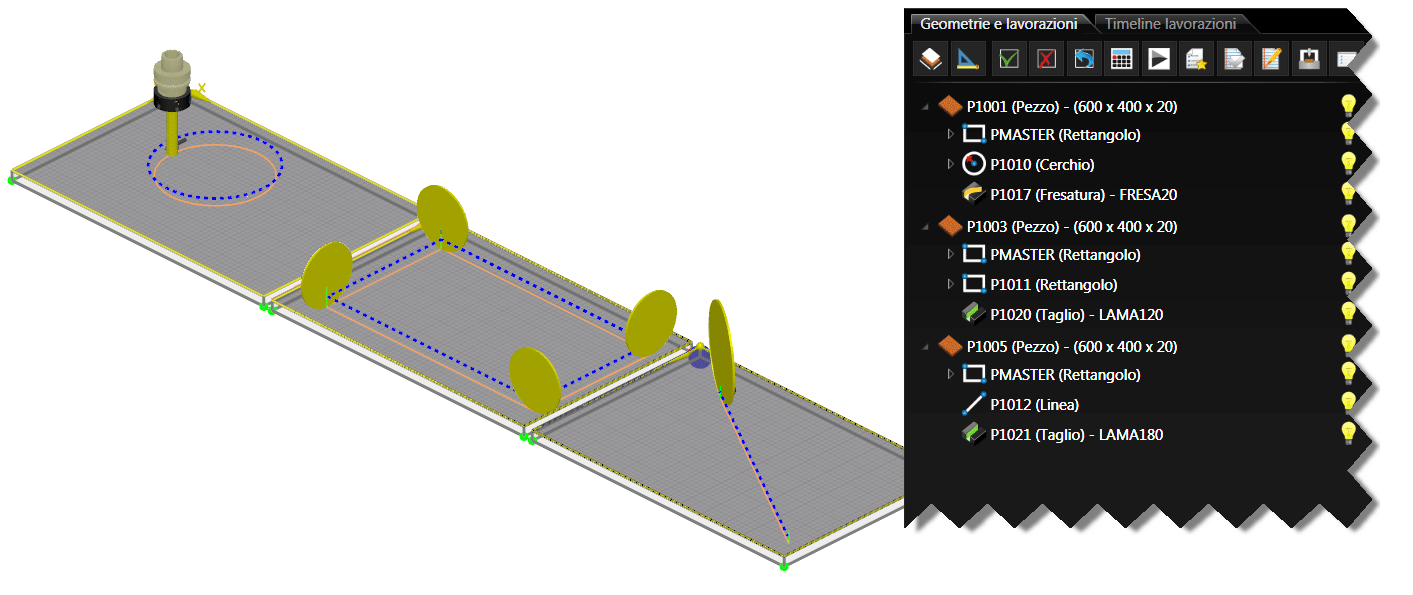 Geometrie e lavorazioni
Timeline lavorazioni
P1001 (Pezzo) - (600 x 400 x 20)
PMASTER (Rettangolo)
P1010 (Cerchio)
P1017 (Fresatura) - FRESA20
P1003 (Pezzo) - (600 x 400 x 20)
PMASTER (Rettangolo)
P1011 (Rettangolo)
P1020 (Taglio) - LAMA120
P1005 (Pezzo) - (600 x 400 x 20)
PMASTER (Rettangolo)
P1012 (Linea)
P1021 (Taglio) - LAMA180
X